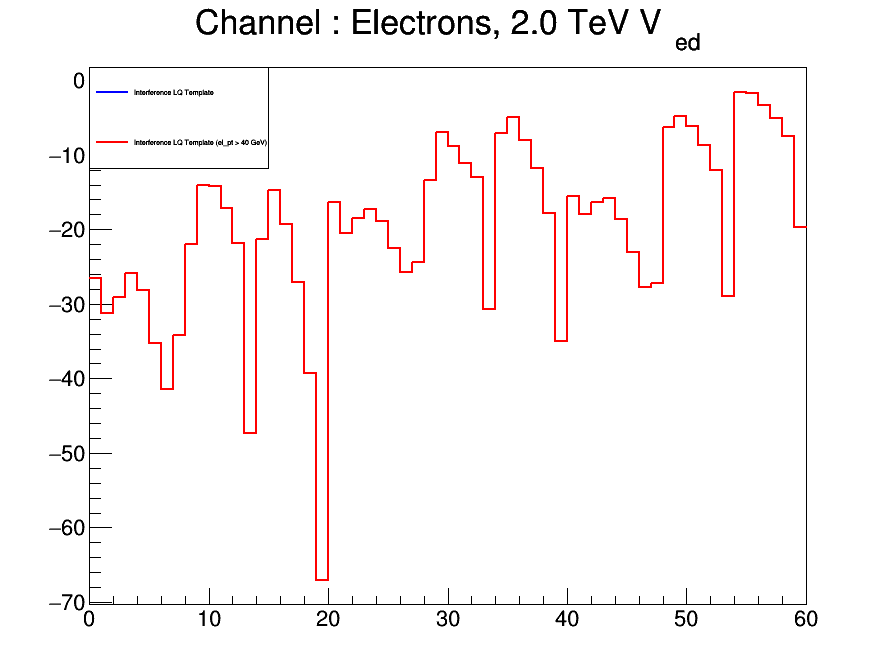 Channel : Electrons, 2.0 TeV V ed
Interference LQ Template
Interference LQ Template (el_pt > 40 GeV)
0
−10
−20
−30
−40
−50
−60
−70
0 10 20 30 40 50 60